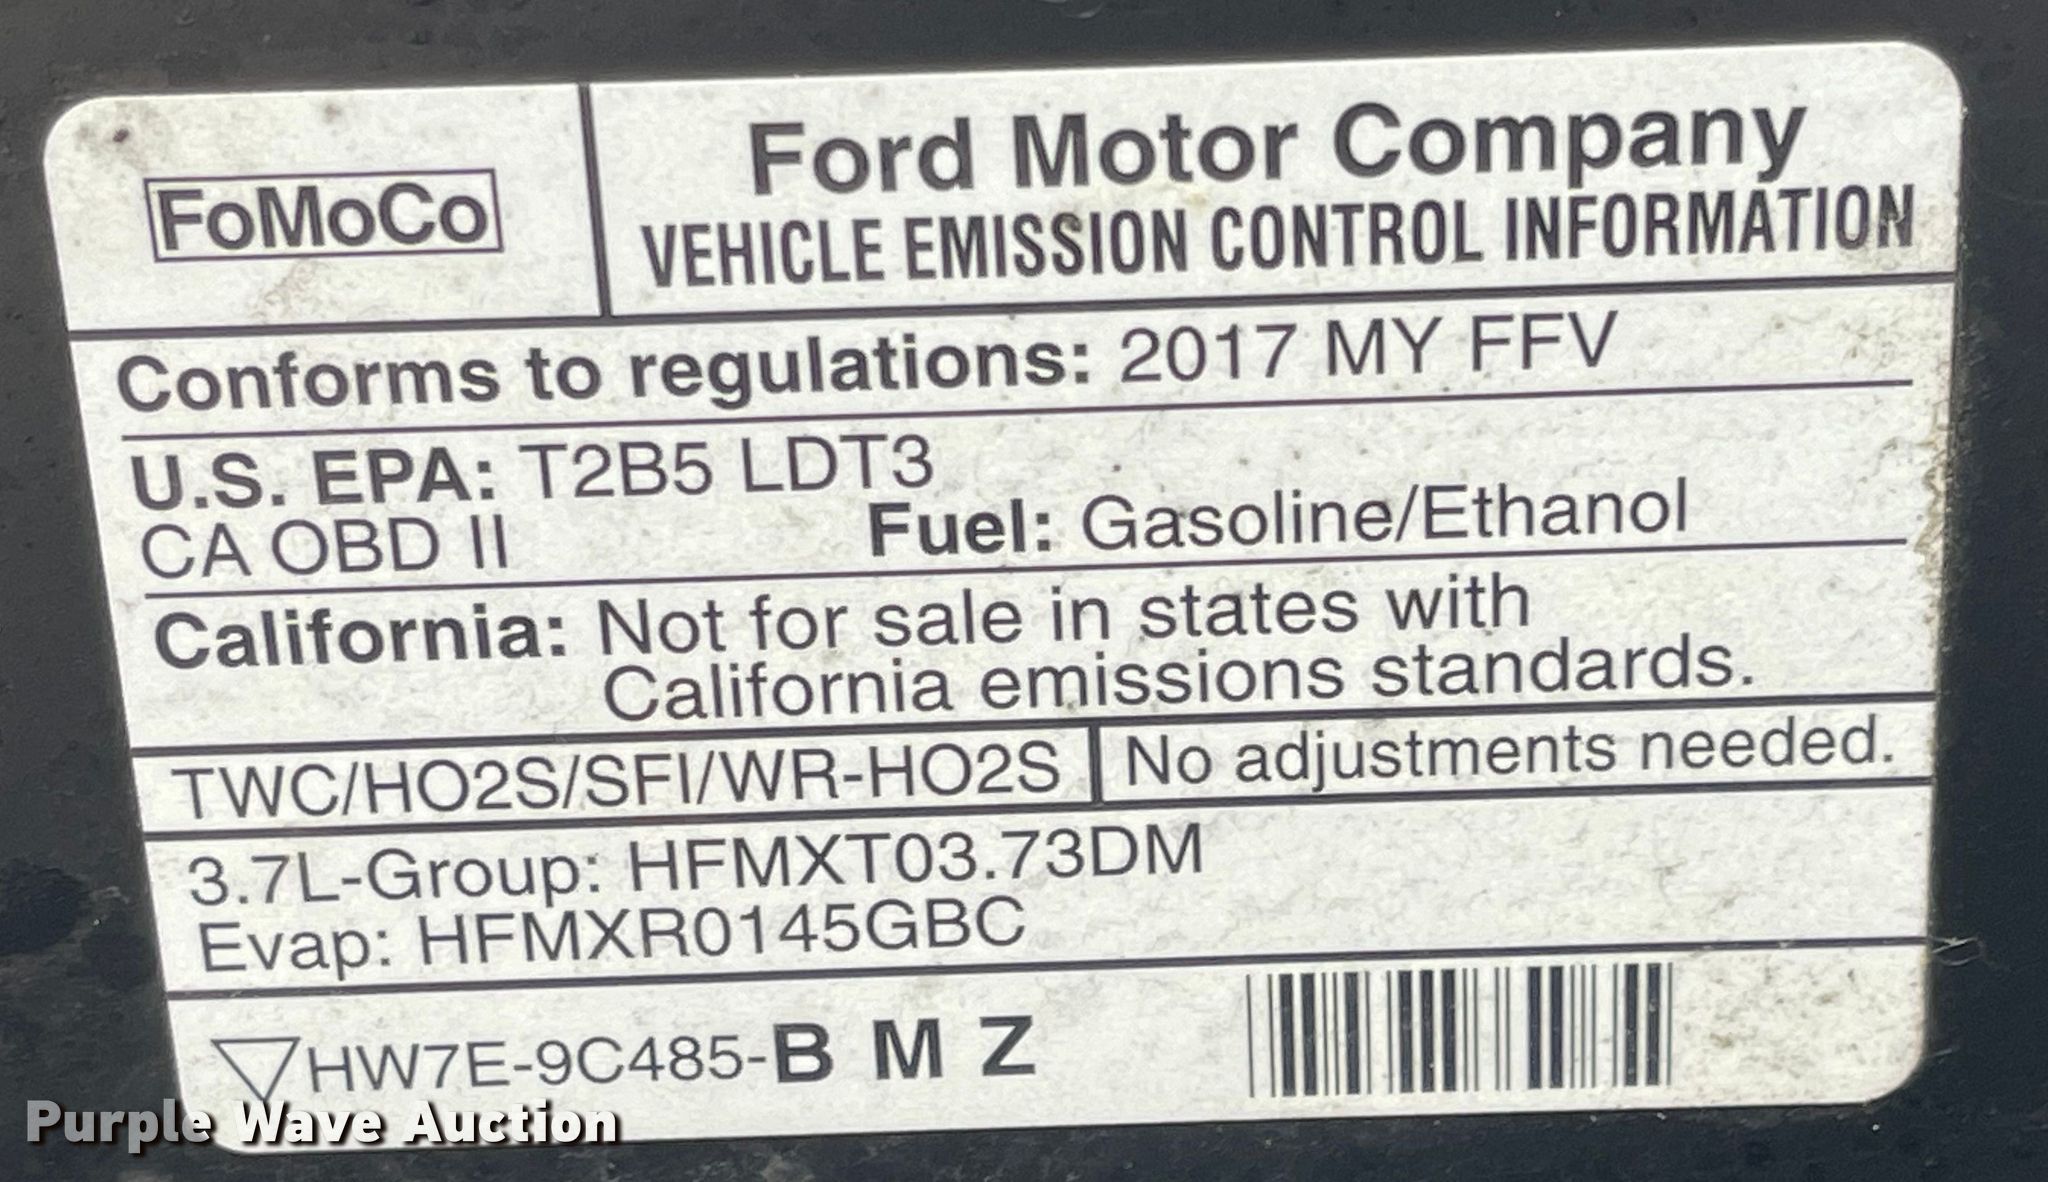 FoMoCo
Ford Motor Company
VEHICLE EMISSION CONTROL INFORMATION
Conforms to regulations: 2017 MY FFV
U.S. EPA: T2B5 LDT3
CA OBD II Fuel: Gasoline/Ethanol
California: Not for sale in states with
California emissions standards.
TWC/HO2S/SFI/WR-HO2S No adjustments needed.
3.7L-Group: HFMXT03.73DM
Evap: HFMXR0145GBC
HW7E-9C485-B M Z
Purple Wave Auction